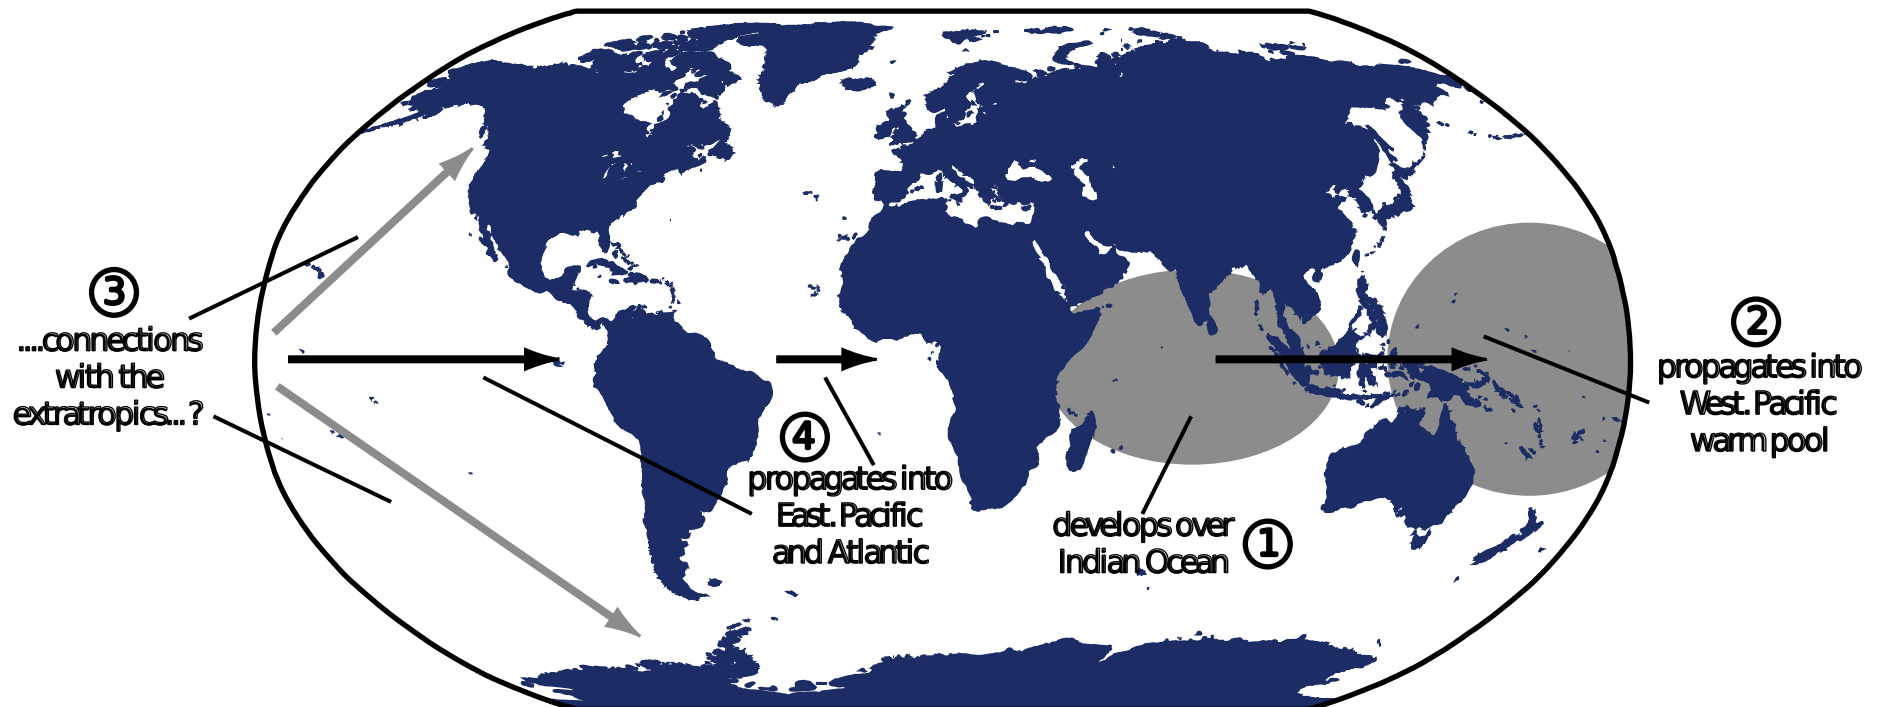 ③
....connections
with the
extratropics... ?
④
propagates into
East. Pacific
and Atlantic
develops over
Indian Ocean
①
②
propagates into
West. Pacific
warm pool